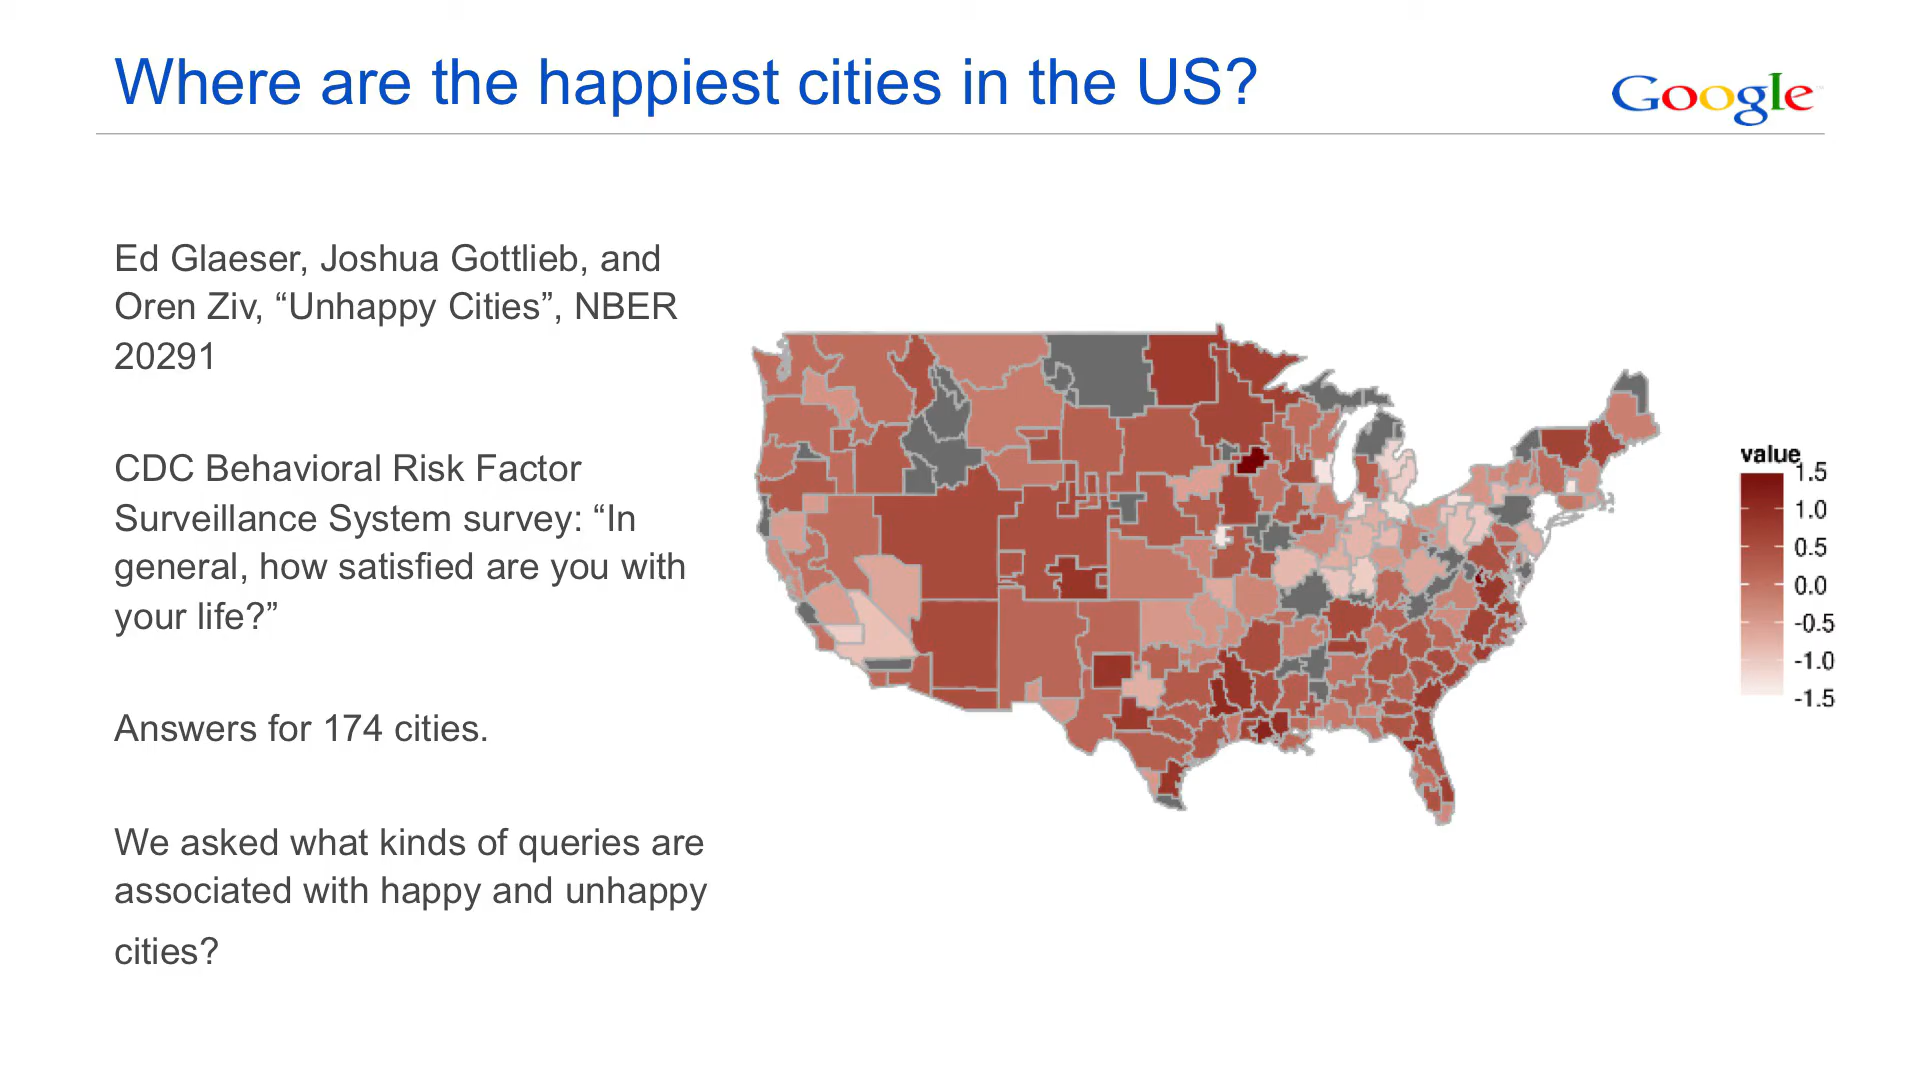 Where are the happiest cities in the US?
Google
Ed Glaeser, Joshua Gottlieb, and
Oren Ziv, “Unhappy Cities”, NBER
20291
CDC Behavioral Risk Factor
Surveillance System survey: “In
general, how satisfied are you with
your life?”
Answers for 174 cities.
We asked what kinds of queries are
associated with happy and unhappy
cities?
value
1.5
1.0
0.5
0.0
-0.5
-1.0
-1.5